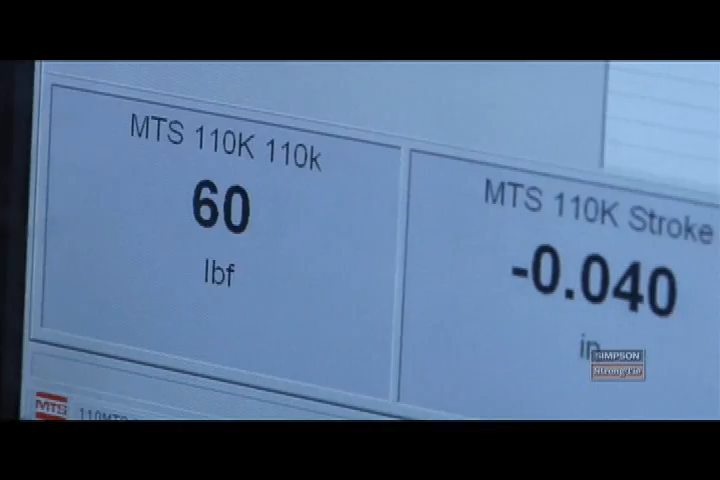 MTS 110K 110k
60
lbf
MTS 110K Stroke
-0.040
in
SIMPSON
Strong-Tie
MTS